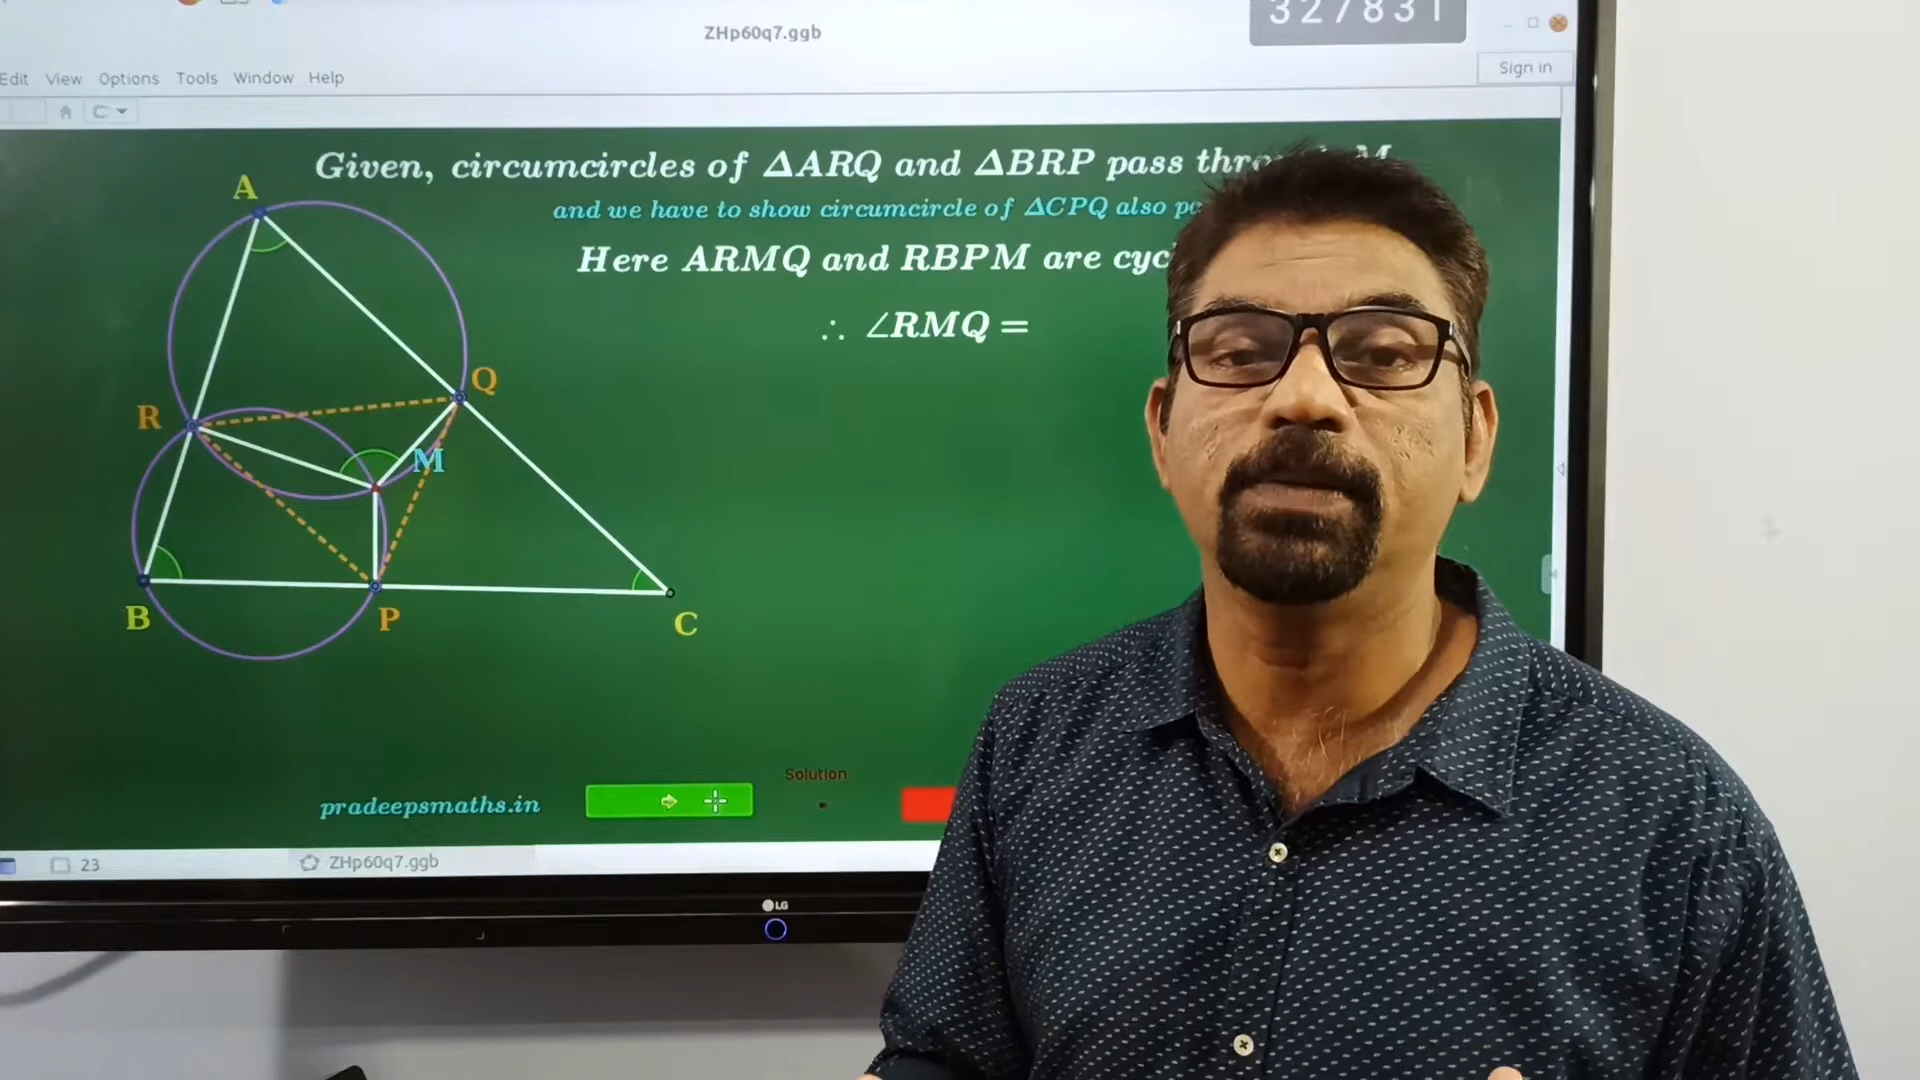 327831
ZHp60q7.ggb
Edit View Options Tools Window Help
Sign in
Given, circumcircles of ΔARQ and ΔBRP pass through M
and we have to show circumcircle of ΔCPQ also
Here ARMQ and RBPM are
∴ ∠RMQ =
A
Q
R
M
B
P
C
Solution
pradeepsmaths.in
23
ZHp60q7.ggb
LG